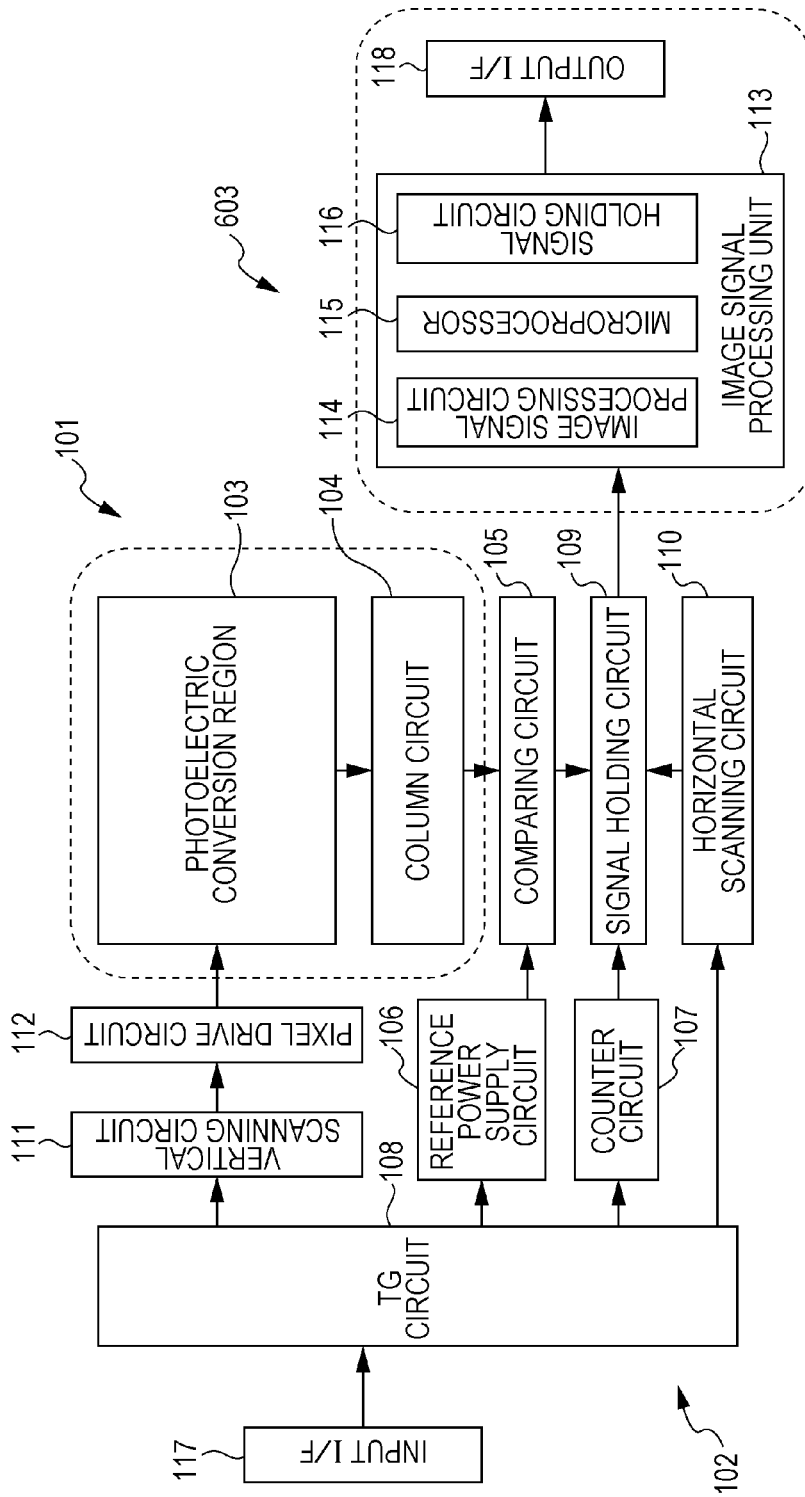 101
103
PHOTOELECTRIC
CONVERSION REGION
104
COLUMN CIRCUIT
105
COMPARING CIRCUIT
109
SIGNAL HOLDING CIRCUIT
110
HORIZONTAL
SCANNING CIRCUIT
111
VERTICAL
SCANNING CIRCUIT
112
PIXEL DRIVE CIRCUIT
106
REFERENCE
POWER
SUPPLY
CIRCUIT
107
COUNTER
CIRCUIT
108
TG
CIRCUIT
117
INPUT I/F
102
603
114
IMAGE SIGNAL
PROCESSING CIRCUIT
115
MICROPROCESSOR
116
SIGNAL
HOLDING CIRCUIT
IMAGE SIGNAL
PROCESSING UNIT
113
118
OUTPUT I/F